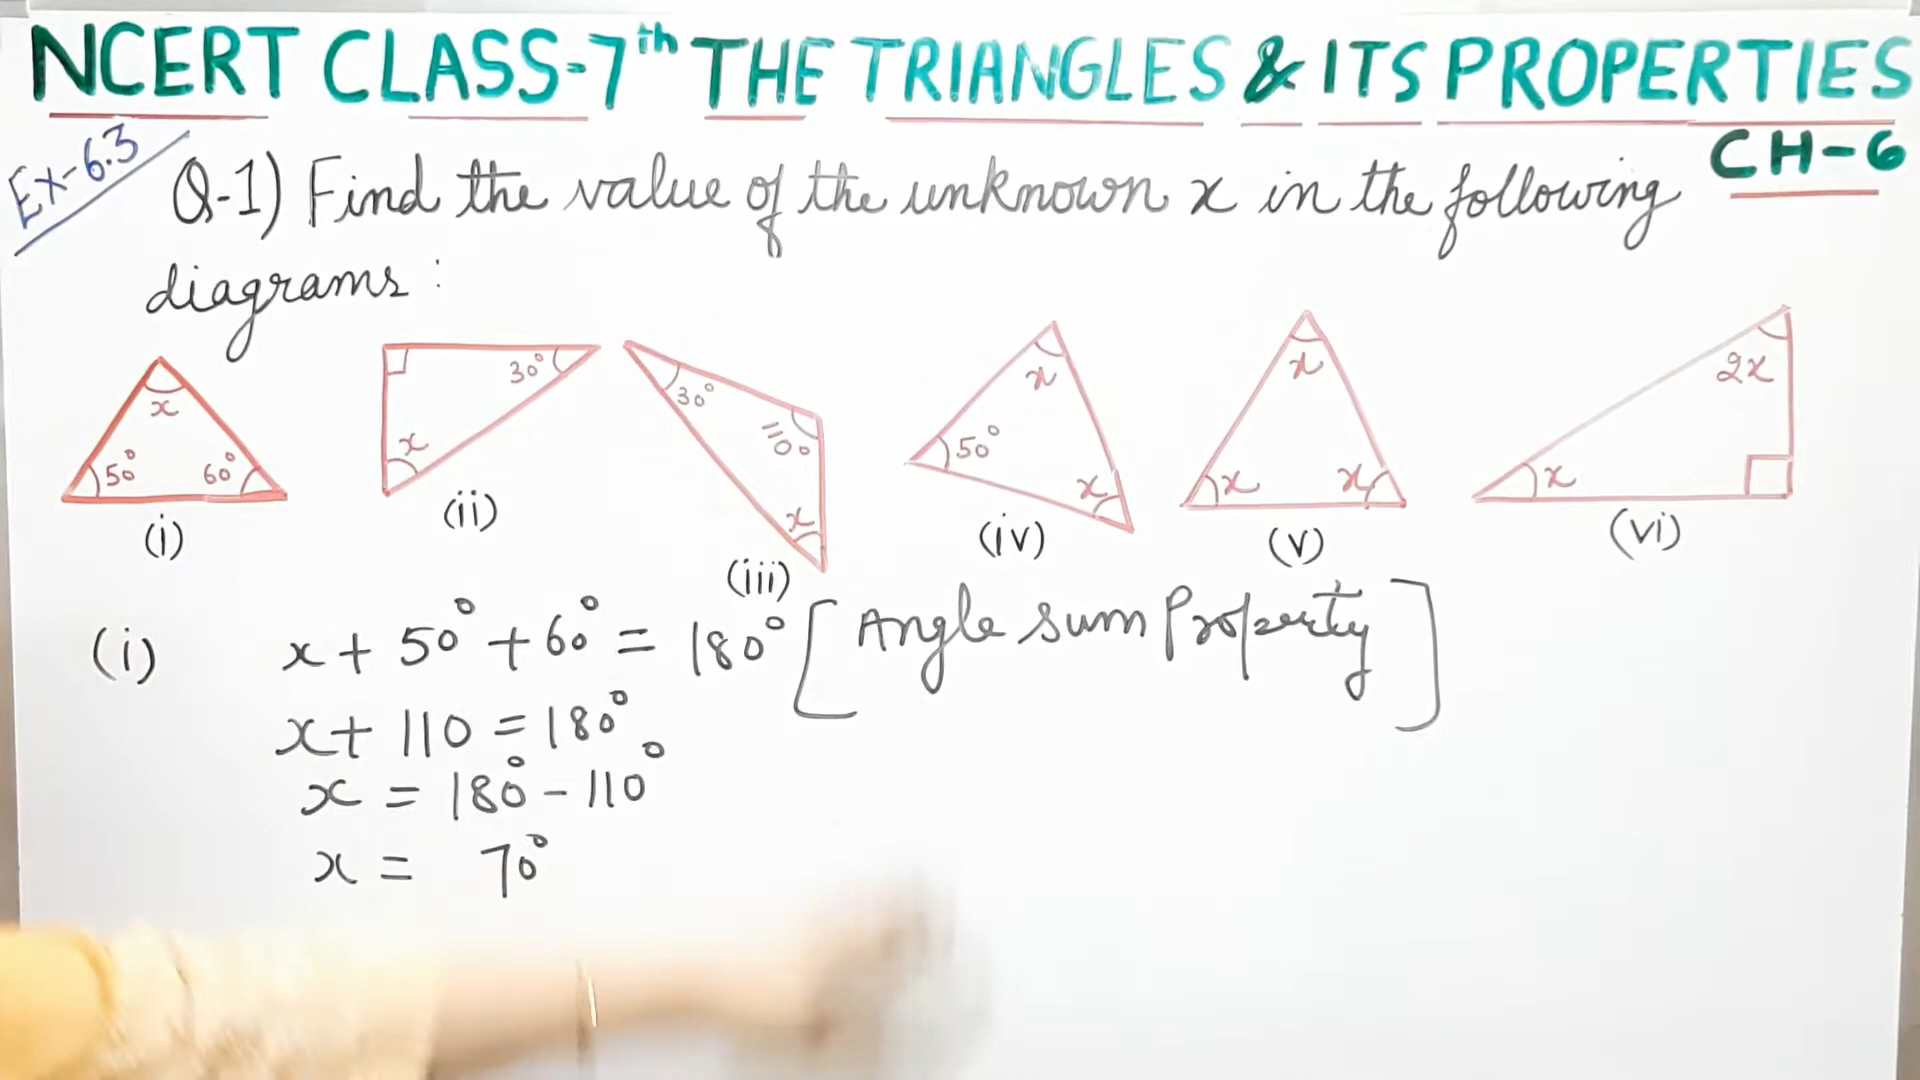 NCERT CLASS-7th THE TRIANGLES & ITS PROPERTIES
CH-6
Ex-6.3
Q-1) Find the value of the unknown x in the following
diagrams:
x
50°
60°
(i)
30°
x
(ii)
30°
110°
x
(iii)
x
50°
x
(iv)
x
x
x
(v)
2x
x
(vi)
(i) x + 50° + 60° = 180° [Angle sum Property]
x + 110 = 180°
x = 180° - 110°
x = 70°